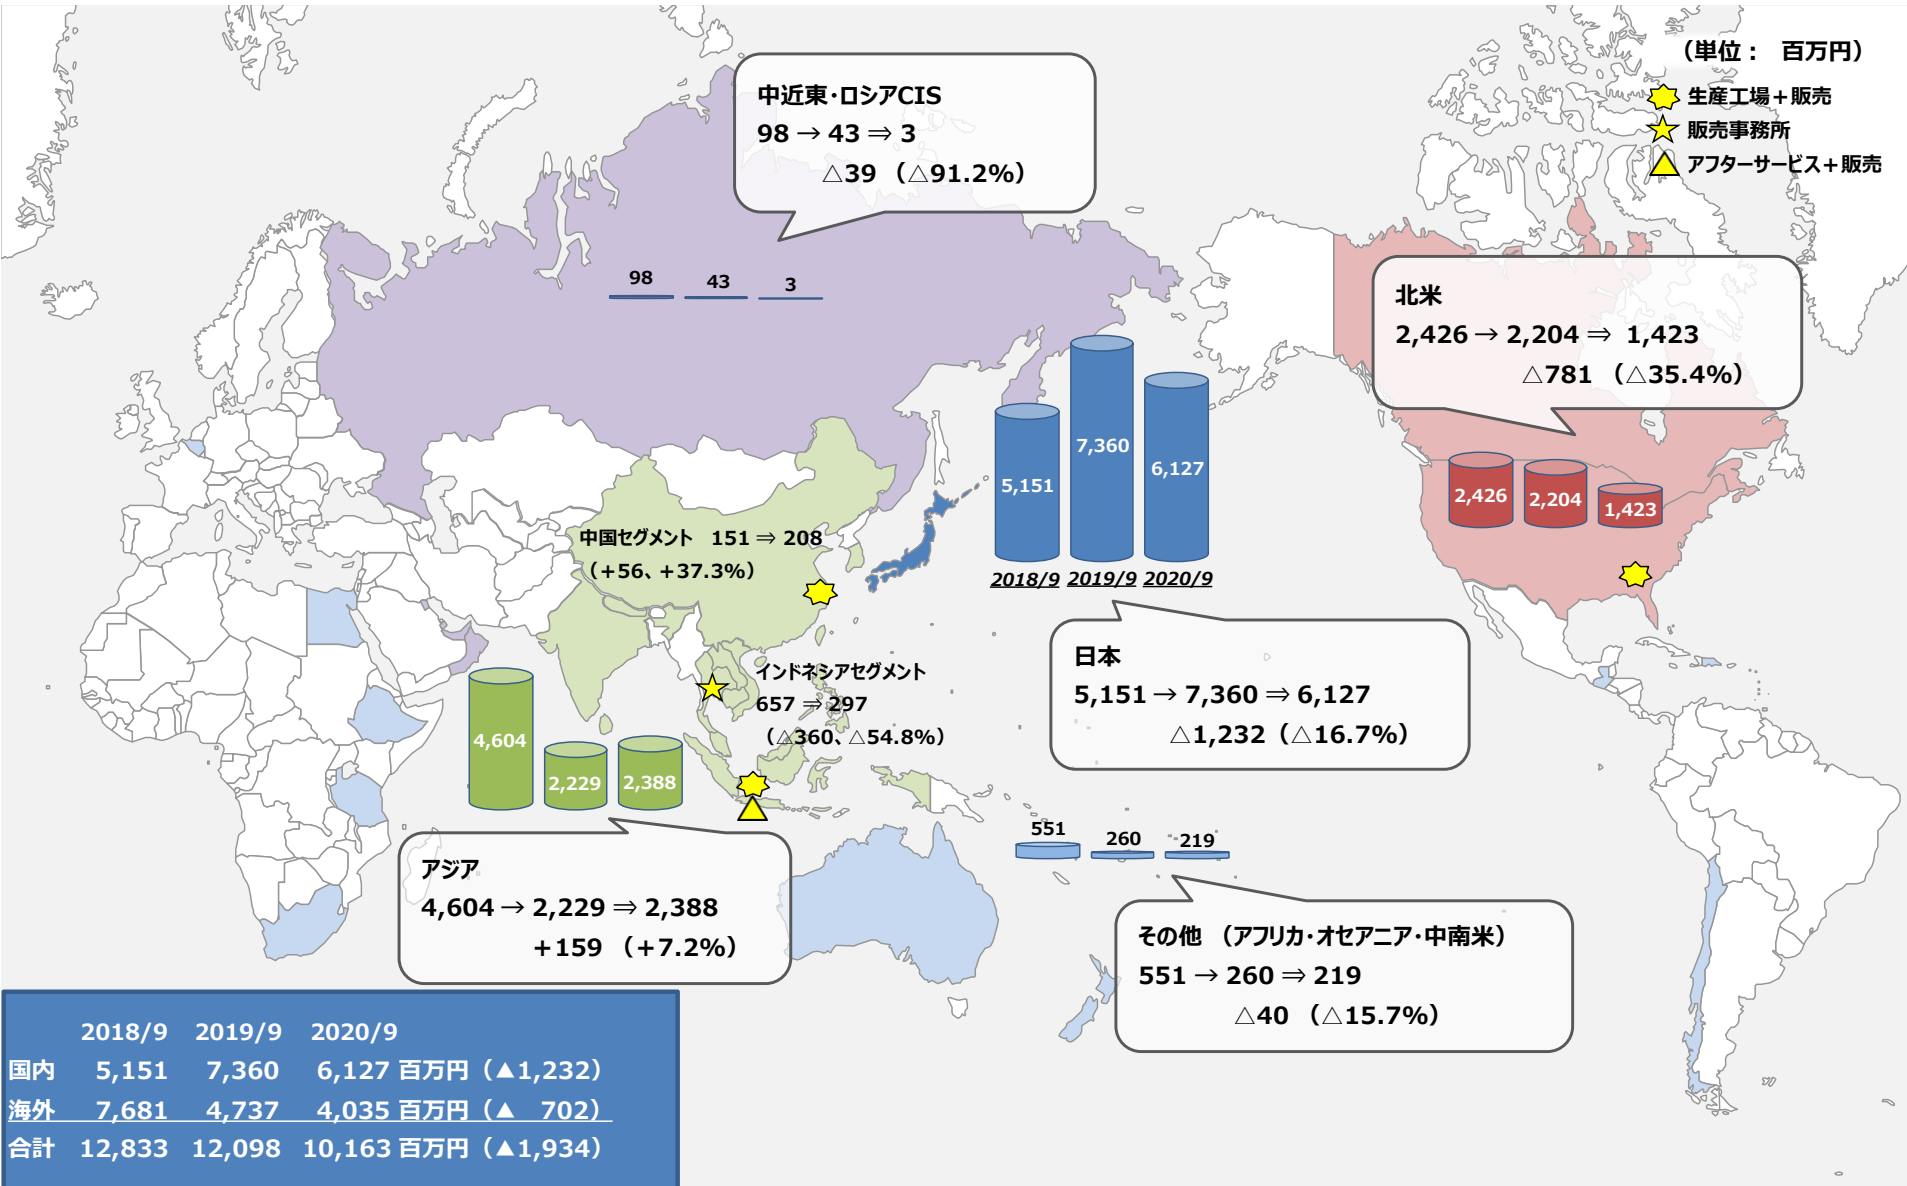 （単位： 百万円）
生産工場＋販売
販売事務所
アフターサービス＋販売
中近東・ロシアCIS
98 → 43 ⇒ 3
△39 （△91.2%）
98 43 3
北米
2,426 → 2,204 ⇒ 1,423
△781 （△35.4%）
2,426 2,204 1,423
5,151 7,360 6,127
2018/9 2019/9 2020/9
日本
5,151 → 7,360 ⇒ 6,127
△1,232（△16.7%）
中国セグメント 151 ⇒ 208
（+56、+37.3%）
インドネシアセグメント
657 ⇒ 297
（△360、△54.8%）
4,604 2,229 2,388
アジア
4,604 → 2,229 ⇒ 2,388
+159 （+7.2%）
551 260 219
その他 （アフリカ・オセアニア・中南米）
551 → 260 ⇒ 219
△40 （△15.7%）
2018/9 2019/9 2020/9
国内 5,151 7,360 6,127 百万円（▲1,232）
海外 7,681 4,737 4,035 百万円（▲ 702）
合計 12,833 12,098 10,163 百万円（▲1,934）